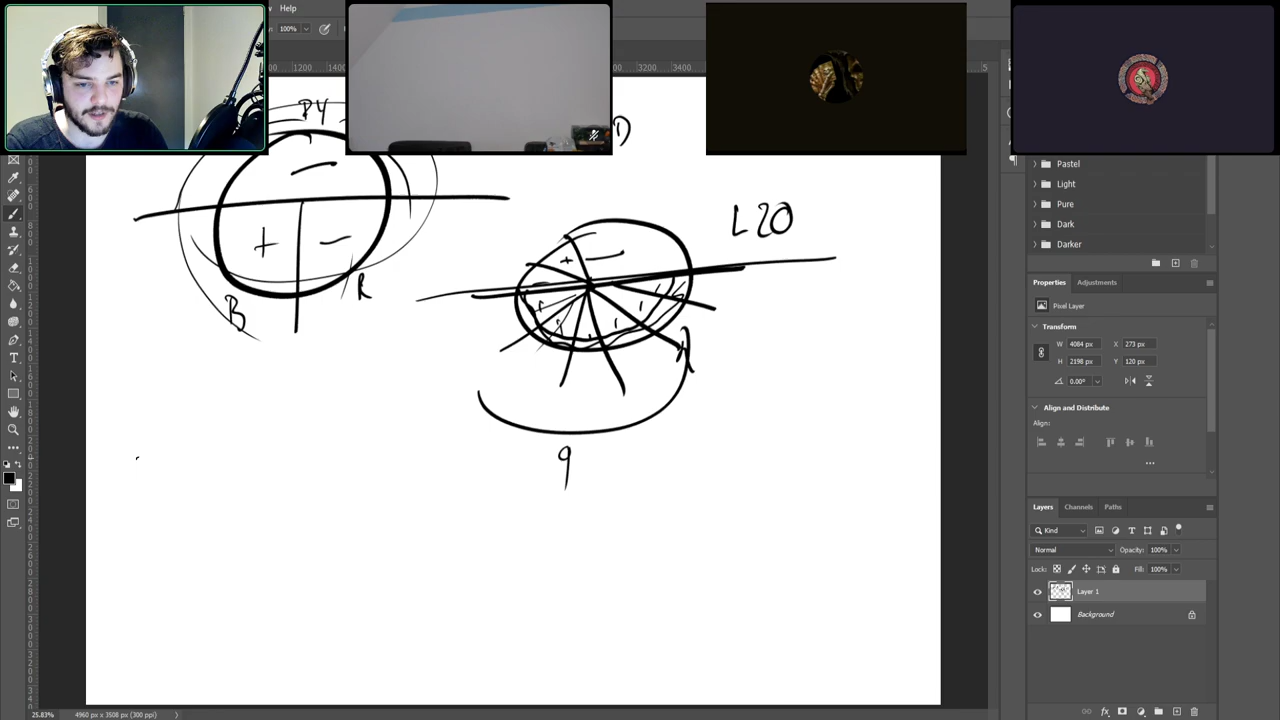 Help
100%
1200 1400
3200 3400
5
PY
D
L20
+
B
R
9
Pastel
Light
Pure
Dark
Darker
Properties Adjustments
Pixel Layer
Transform
W 4084 px X 273 px
H 2198 px Y 120 px
0.00°
Align and Distribute
Align:
...
Layers Channels Paths
Kind
Normal Opacity: 100%
Lock: Fill: 100%
Layer 1
Background
25.83% 4960 px x 3508 px (300 ppi)